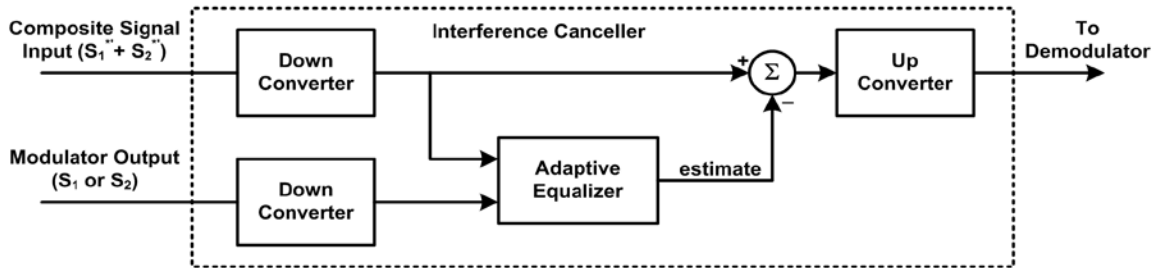 Composite Signal
Input (S₁"' + S₂"')
Interference Canceller
To
Demodulator
Down
Converter
+
Σ
−
Up
Converter
Modulator Output
(S₁ or S₂)
Down
Converter
Adaptive
Equalizer
estimate